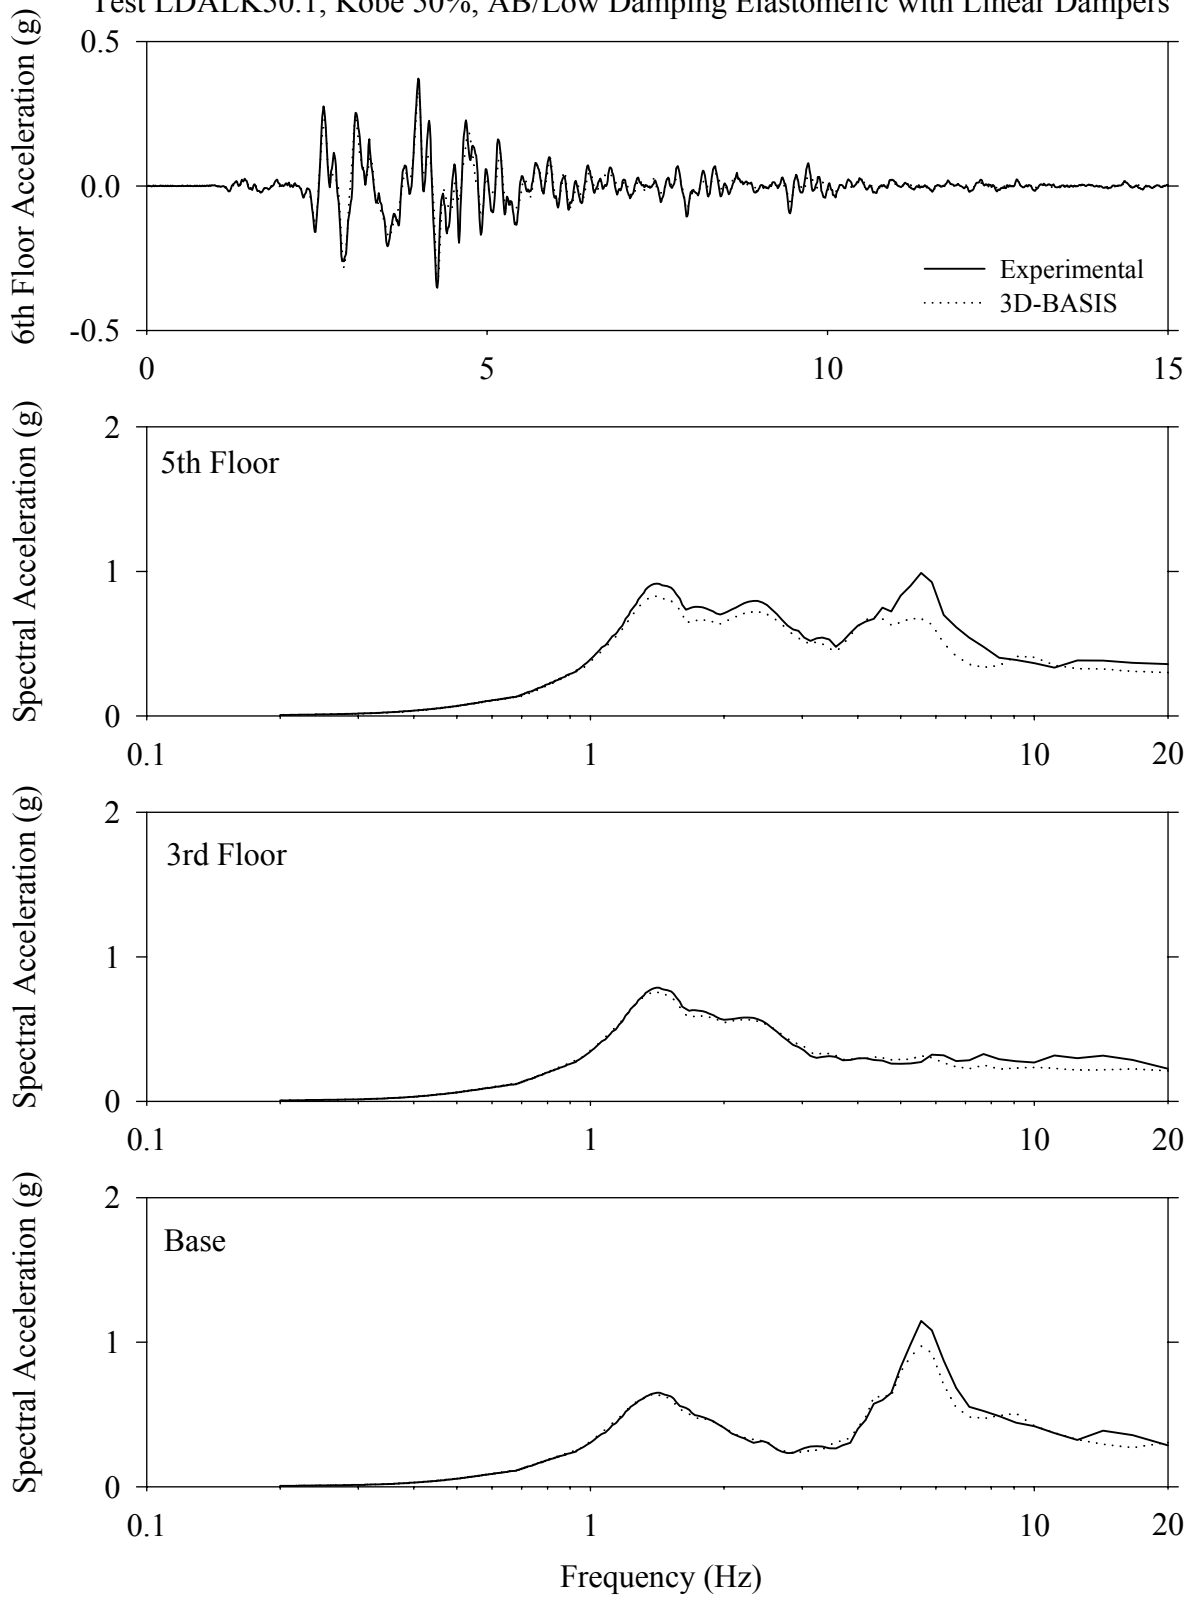 Test LDALK50.1, Kobe 50%, AB/Low Damping Elastomeric with Linear Dampers
6th Floor Acceleration (g)
0.5
0.0
-0.5
Experimental
3D-BASIS
0 5 10 15
Spectral Acceleration (g)
2
1
0
5th Floor
0.1 1 10 20
Spectral Acceleration (g)
2
1
0
3rd Floor
0.1 1 10 20
Spectral Acceleration (g)
2
1
0
Base
0.1 1 10 20
Frequency (Hz)